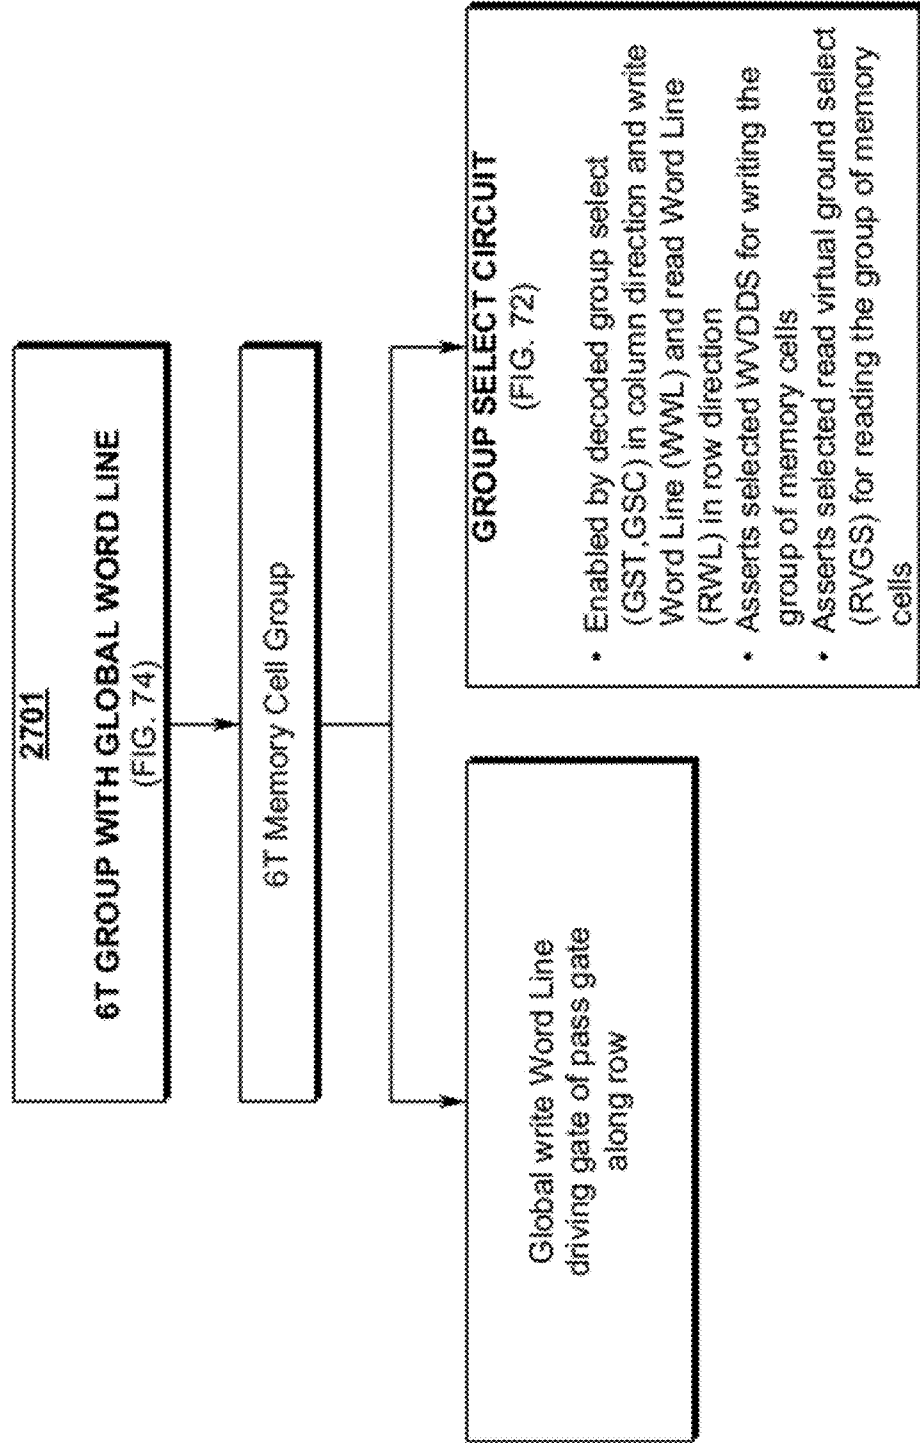 2701
6T GROUP WITH GLOBAL WORD LINE
(FIG. 74)
6T Memory Cell Group
Global write Word Line
driving gate of pass gate
along row
GROUP SELECT CIRCUIT
(FIG. 72)
• Enabled by decoded group select
(GST,GSC) in column direction and write
Word Line (WWL) and read Word Line
(RWL) in row direction
• Asserts selected WVDDS for writing the
group of memory cells
• Asserts selected read virtual ground select
(RVGS) for reading the group of memory
cells